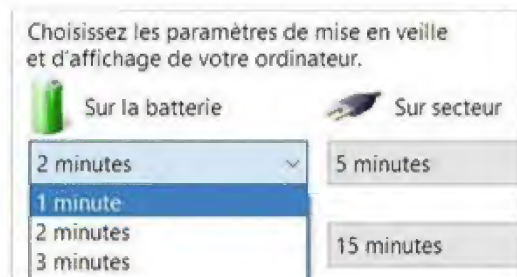 Choisissez les paramètres de mise en veille
et d'affichage de votre ordinateur.
Sur la batterie
Sur secteur
2 minutes
5 minutes
1 minute
2 minutes
3 minutes
15 minutes